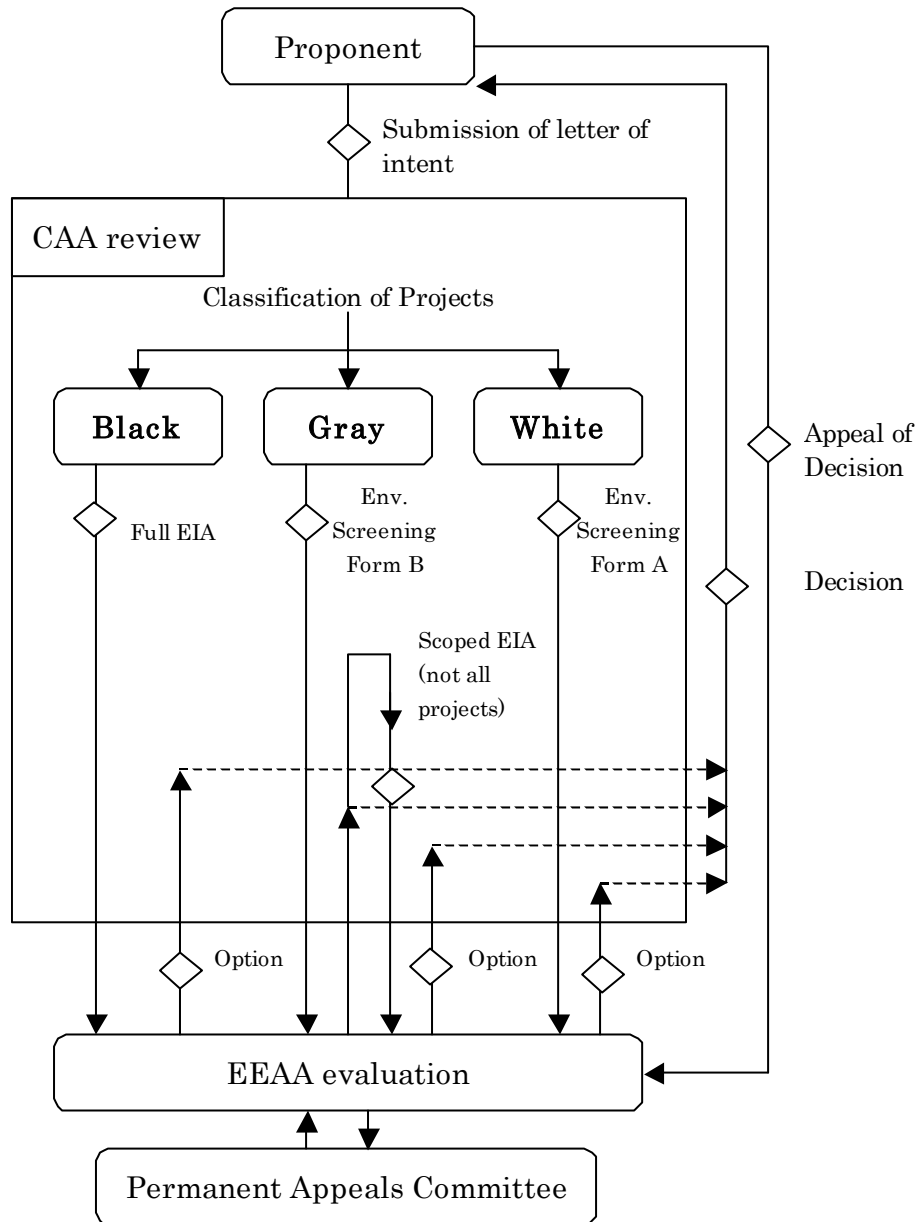 Proponent
Submission of letter of
intent
CAA review
Classification of Projects
Black
Gray
White
Appeal of
Decision
Full EIA
Env.
Screening
Form B
Env.
Screening
Form A
Decision
Scoped EIA
(not all
projects)
Option
Option
Option
EEAA evaluation
Permanent Appeals Committee